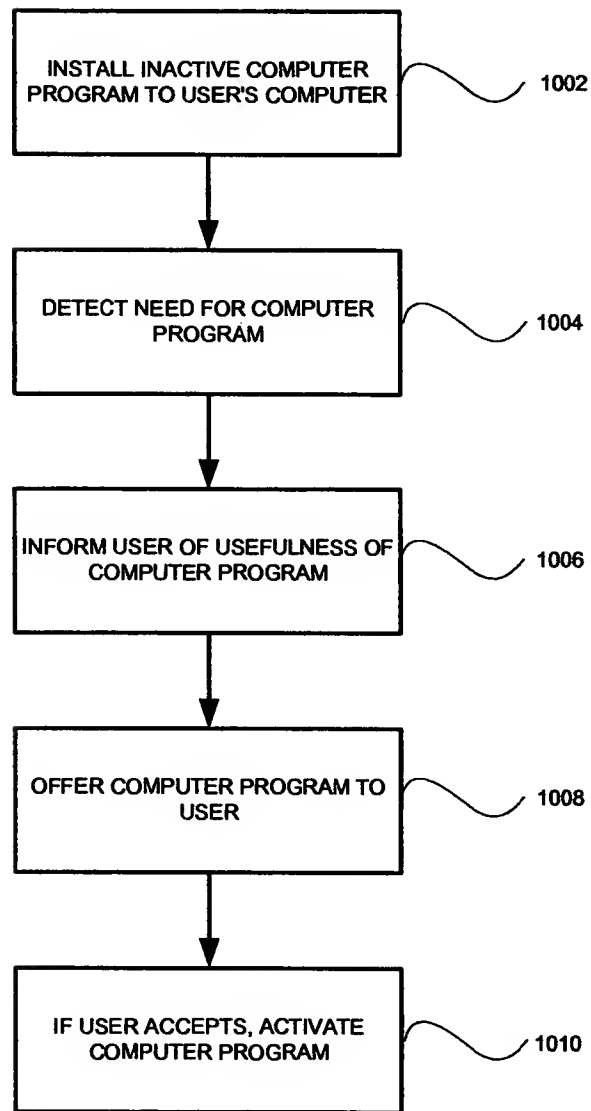 INSTALL INACTIVE COMPUTER
PROGRAM TO USER'S COMPUTER
1002
DETECT NEED FOR COMPUTER
PROGRAM
1004
INFORM USER OF USEFULNESS OF
COMPUTER PROGRAM
1006
OFFER COMPUTER PROGRAM TO
USER
1008
IF USER ACCEPTS, ACTIVATE
COMPUTER PROGRAM
1010